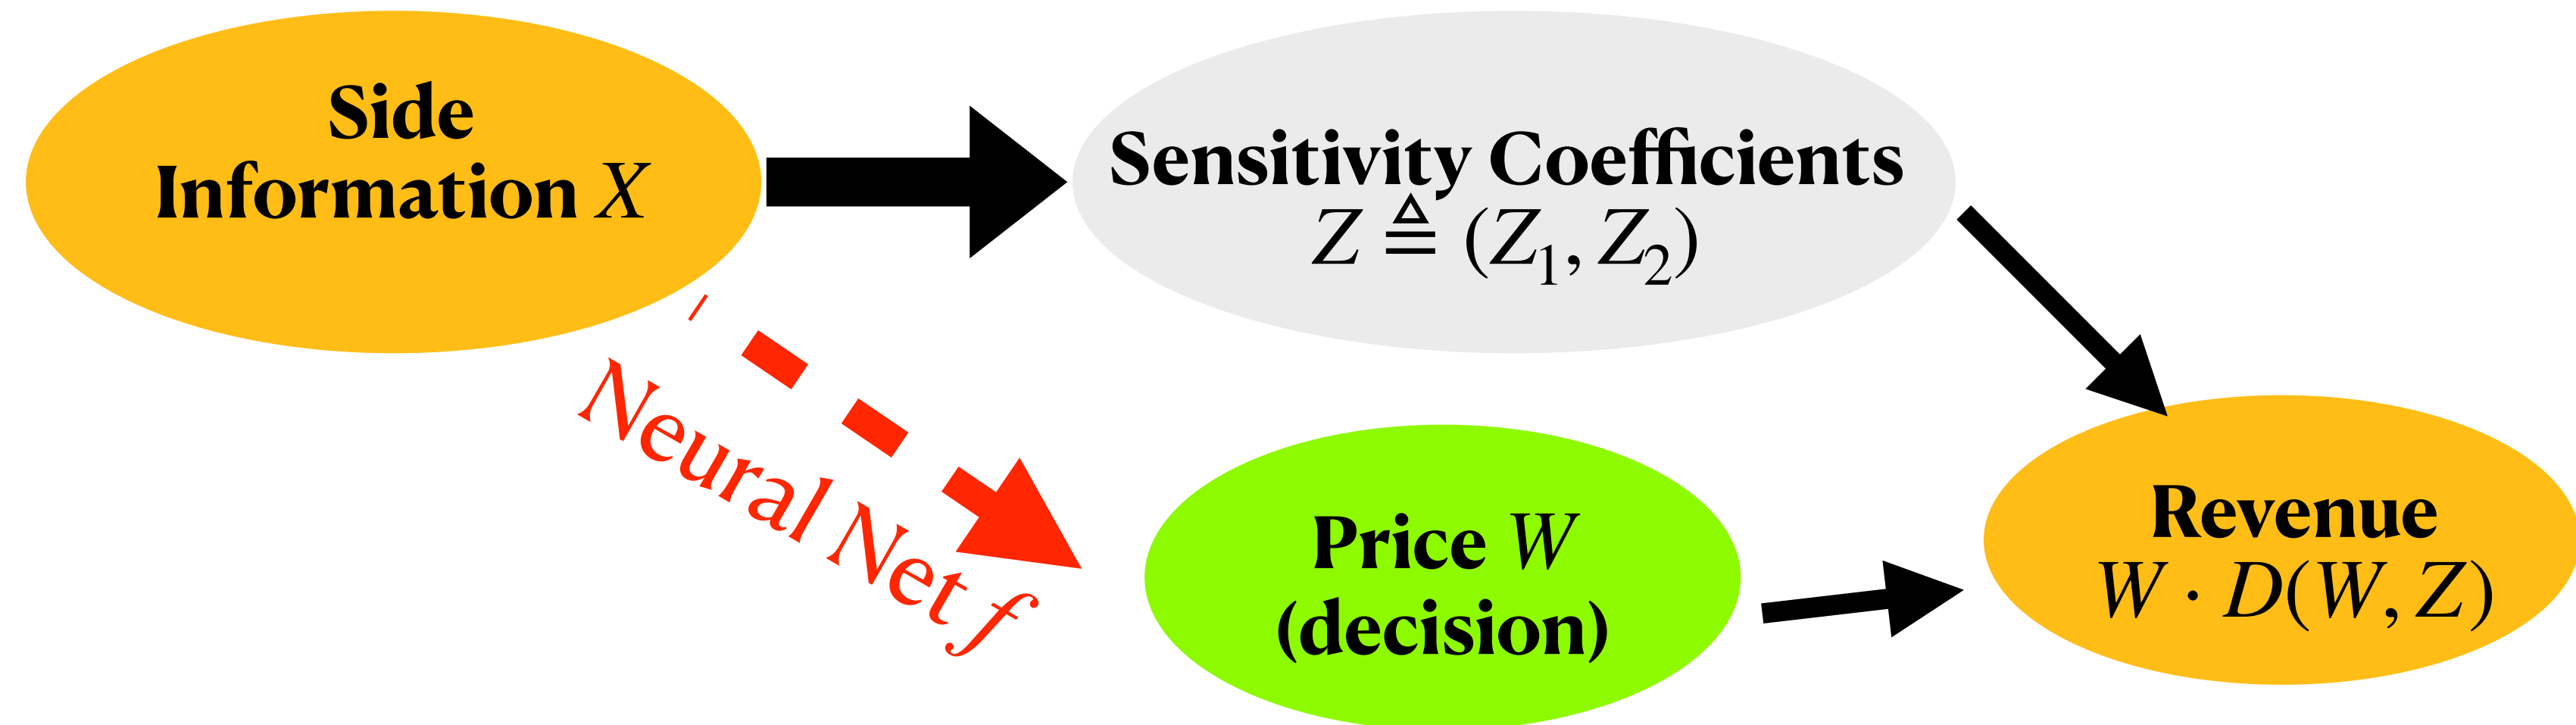 Side
Information X
Sensitivity Coefficients
Z ≜ (Z₁, Z₂)
Neural Net f
Price W
(decision)
Revenue
W · D(W, Z)